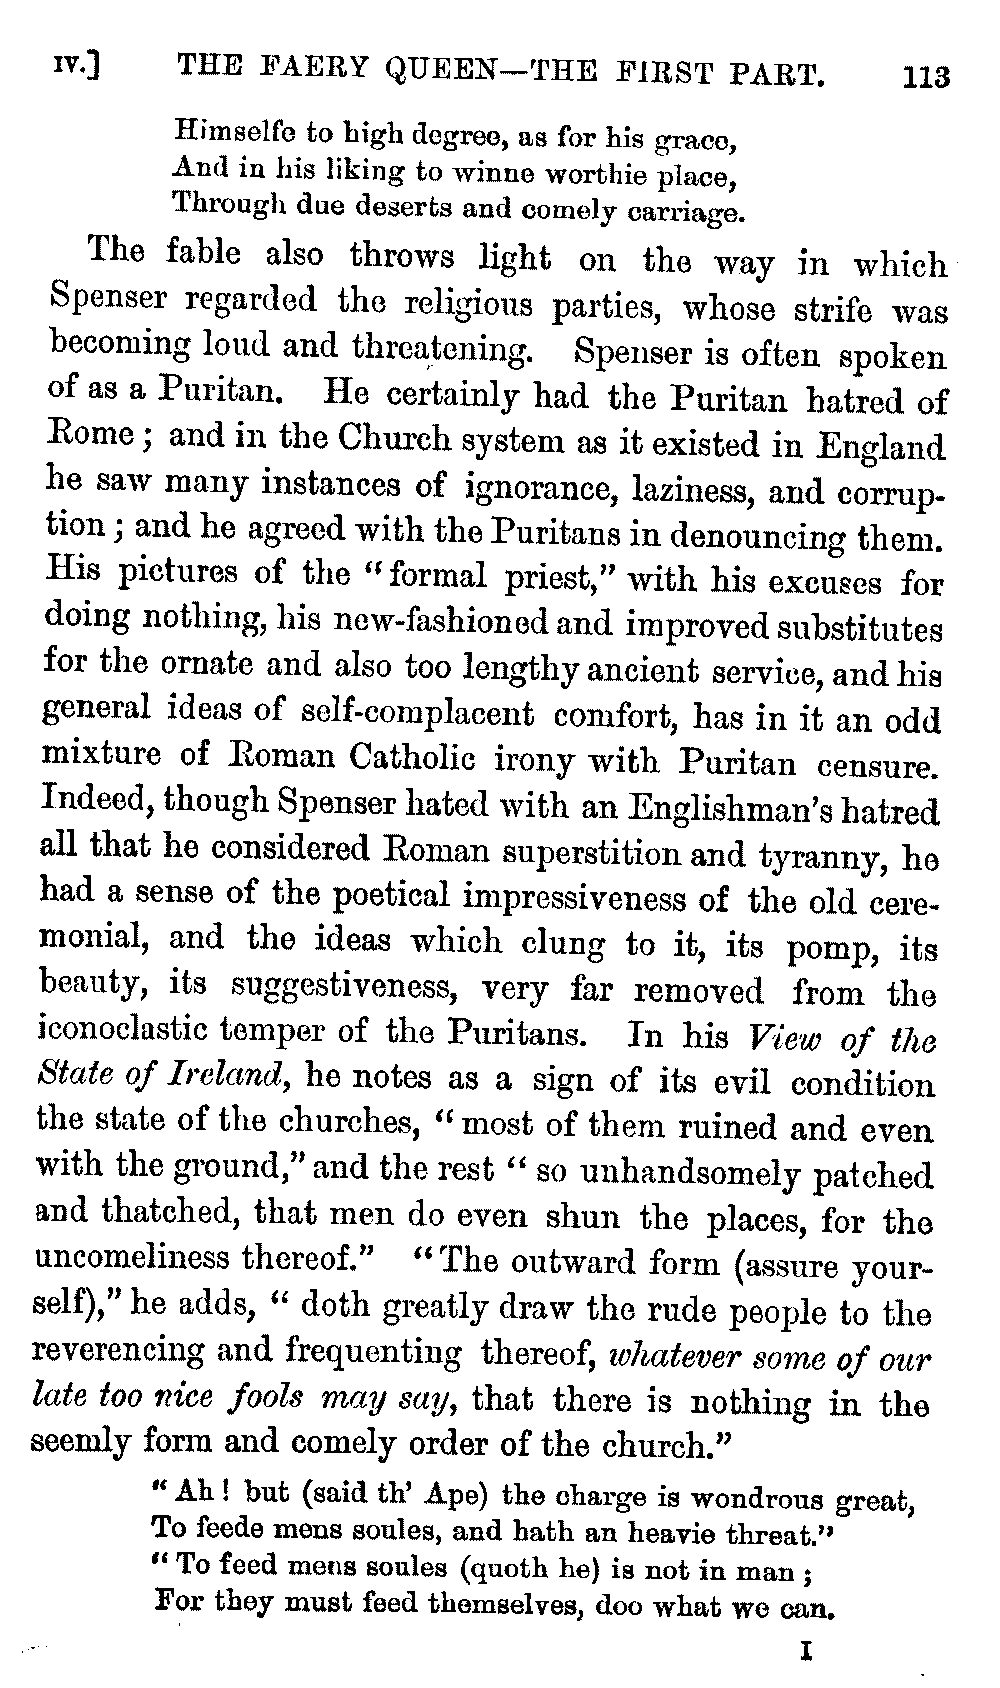 IV.] THE FAERY QUEEN—THE FIRST PART. 113
Himselfe to high degree, as for his grace,
And in his liking to winne worthie place,
Through due deserts and comely carriage.
The fable also throws light on the way in which
Spenser regarded the religious parties, whose strife was
becoming loud and threatening. Spenser is often spoken
of as a Puritan. He certainly had the Puritan hatred of
Rome; and in the Church system as it existed in England
he saw many instances of ignorance, laziness, and corrup-
tion; and he agreed with the Puritans in denouncing them.
His pictures of the "formal priest," with his excuses for
doing nothing, his new-fashioned and improved substitutes
for the ornate and also too lengthy ancient service, and his
general ideas of self-complacent comfort, has in it an odd
mixture of Roman Catholic irony with Puritan censure.
Indeed, though Spenser hated with an Englishman's hatred
all that he considered Roman superstition and tyranny, he
had a sense of the poetical impressiveness of the old cere-
monial, and the ideas which clung to it, its pomp, its
beauty, its suggestiveness, very far removed from the
iconoclastic temper of the Puritans. In his View of the
State of Ireland, he notes as a sign of its evil condition
the state of the churches, "most of them ruined and even
with the ground," and the rest "so unhandsomely patched
and thatched, that men do even shun the places, for the
uncomeliness thereof." "The outward form (assure your-
self)," he adds, "doth greatly draw the rude people to the
reverencing and frequenting thereof, whatever some of our
late too nice fools may say, that there is nothing in the
seemly form and comely order of the church."
"Ah! but (said th' Ape) the charge is wondrous great,
To feede mens soules, and hath an heavie threat."
"To feed mens soules (quoth he) is not in man;
For they must feed themselves, doo what we can.
I